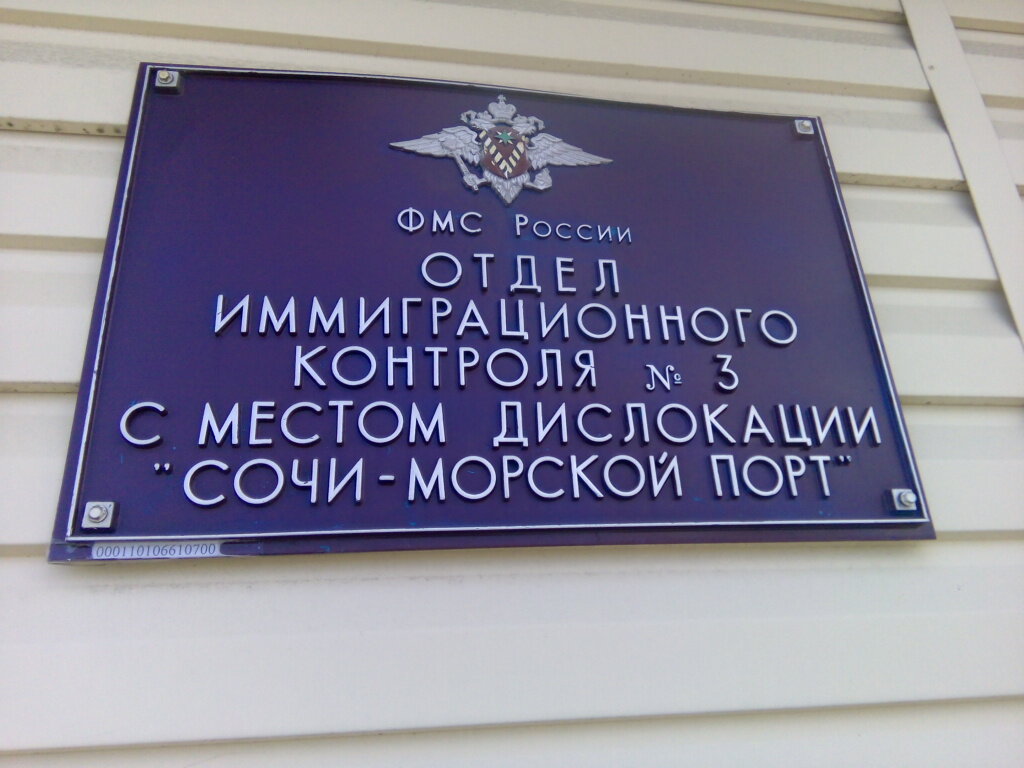 ФМС РОССИИ
ОТДЕЛ
ИММИГРАЦИОННОГО
КОНТРОЛЯ № 3
С МЕСТОМ ДИСЛОКАЦИИ
"СОЧИ-МОРСКОЙ ПОРТ"
000110106610700